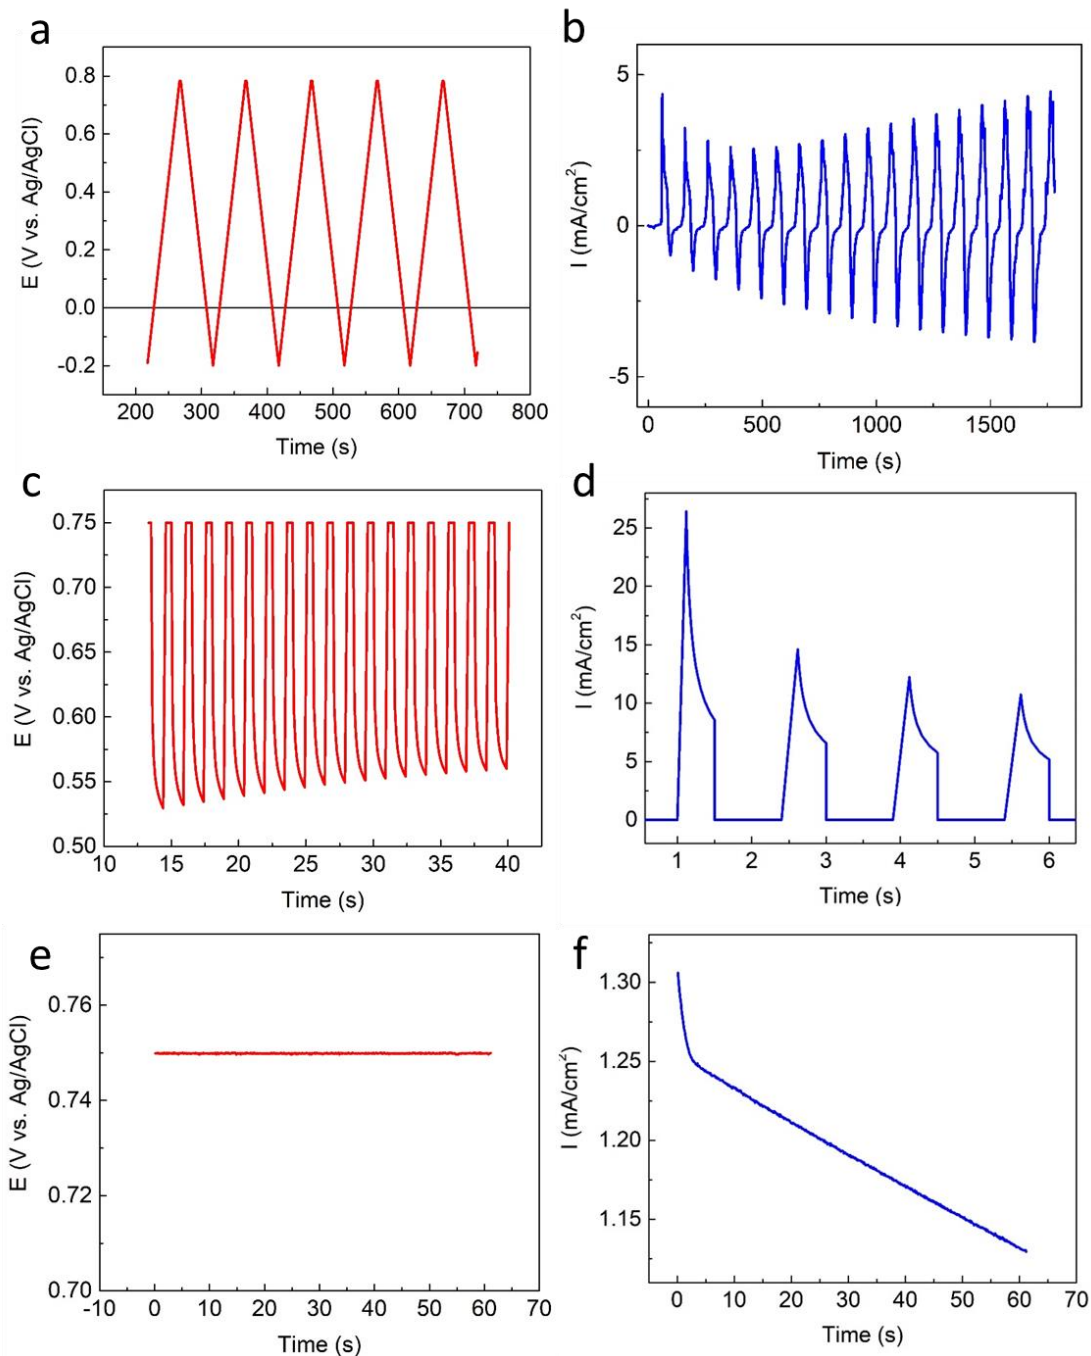 a
E (V vs. Ag/AgCl)
0.8
0.6
0.4
0.2
0.0
-0.2
200 300 400 500 600 700 800
Time (s)
b
I (mA/cm²)
5
0
-5
0 500 1000 1500
Time (s)
c
E (V vs. Ag/AgCl)
0.75
0.70
0.65
0.60
0.55
0.50
10 15 20 25 30 35 40
Time (s)
d
I (mA/cm²)
25
20
15
10
5
0
1 2 3 4 5 6
Time (s)
e
E (V vs. Ag/AgCl)
0.76
0.74
0.72
0.70
-10 0 10 20 30 40 50 60 70
Time (s)
f
I (mA/cm²)
1.30
1.25
1.20
1.15
0 10 20 30 40 50 60 70
Time (s)